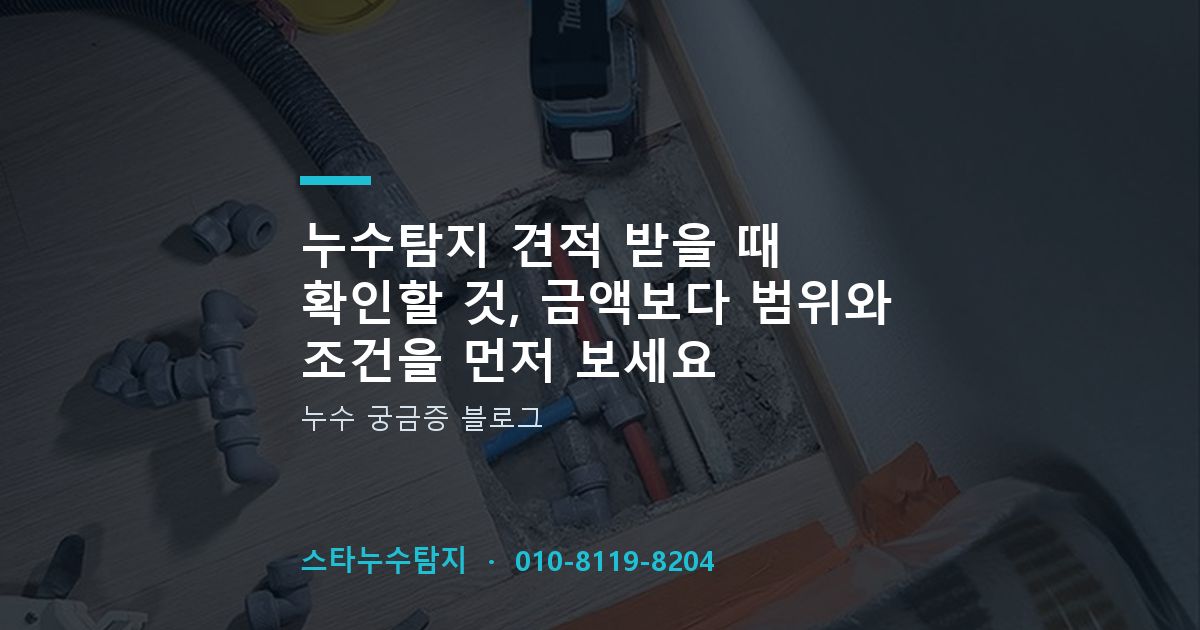 누수탐지 견적 받을 때
확인할 것, 금액보다 범위와
조건을 먼저 보세요
누수 궁금증 블로그
스타누수탐지 · 010-8119-8204